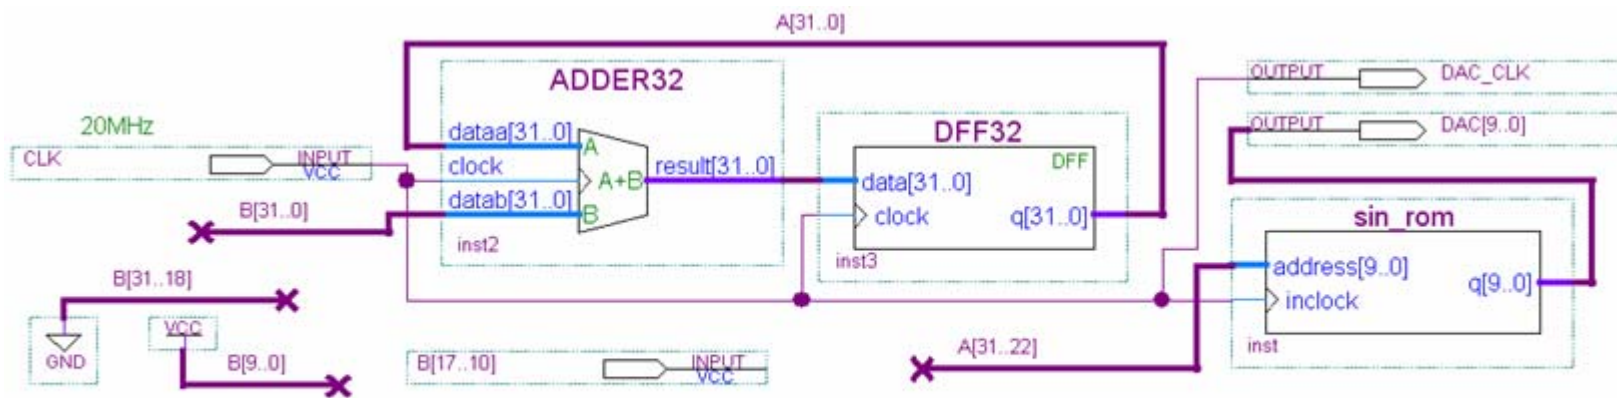 A[31..0]
ADDER32
20MHz
CLK
INPUT
VCC
dataa[31..0]
A
clock
A+B
result[31..0]
datab[31..0]
B
inst2
B[31..0]
DFF32
DFF
data[31..0]
clock
q[31..0]
inst3
OUTPUT
DAC_CLK
OUTPUT
DAC[9..0]
sin_rom
address[9..0]
q[9..0]
inclock
inst
B[31..18]
GND
VCC
B[9..0]
B[17..10]
INPUT
VCC
A[31..22]